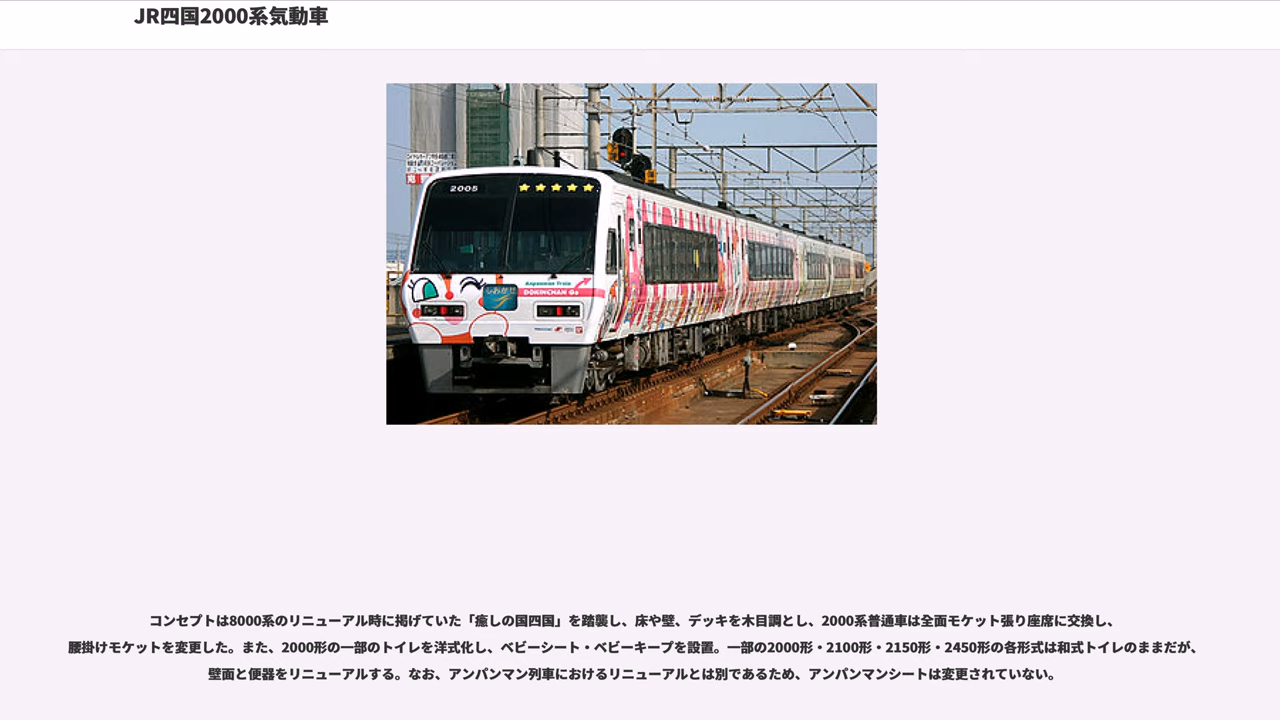 JR四国2000系気動車
2005
しおかぜ
Anpanman Train
DOKINCHAN Go
コンセプトは8000系のリニューアル時に掲げていた「癒しの国四国」を踏襲し、床や壁、デッキを木目調とし、2000系普通車は全面モケット張り座席に交換し、
腰掛けモケットを変更した。また、2000形の一部のトイレを洋式化し、ベビーシート・ベビーキープを設置。一部の2000形・2100形・2150形・2450形の各形式は和式トイレのままだが、
壁面と便器をリニューアルする。なお、アンパンマン列車におけるリニューアルとは別であるため、アンパンマンシートは変更されていない。